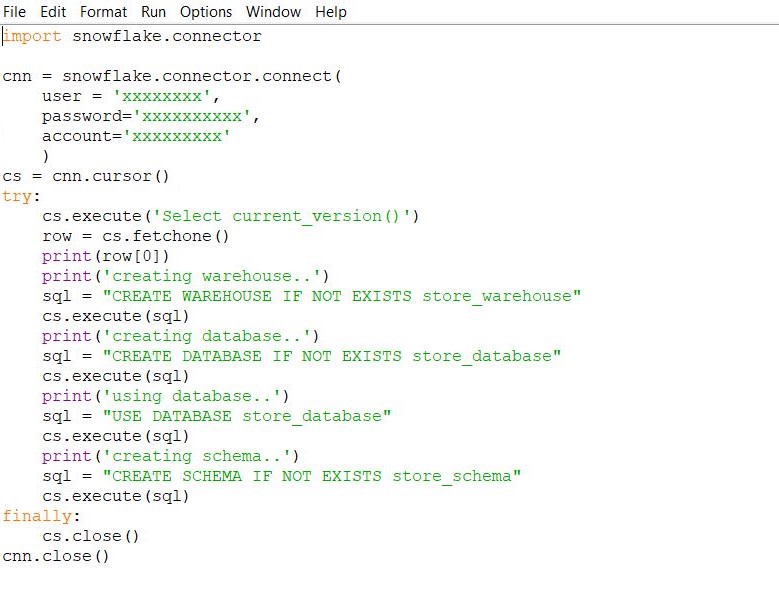 File Edit Format Run Options Window Help
import snowflake.connector

cnn = snowflake.connector.connect(
    user = 'xxxxxxxx',
    password='xxxxxxxxxx',
    account='xxxxxxxxx'
    )
cs = cnn.cursor()
try:
    cs.execute('Select current_version()')
    row = cs.fetchone()
    print(row[0])
    print('creating warehouse..')
    sql = "CREATE WAREHOUSE IF NOT EXISTS store_warehouse"
    cs.execute(sql)
    print('creating database..')
    sql = "CREATE DATABASE IF NOT EXISTS store_database"
    cs.execute(sql)
    print('using database..')
    sql = "USE DATABASE store_database"
    cs.execute(sql)
    print('creating schema..')
    sql = "CREATE SCHEMA IF NOT EXISTS store_schema"
    cs.execute(sql)
finally:
    cs.close()
cnn.close()